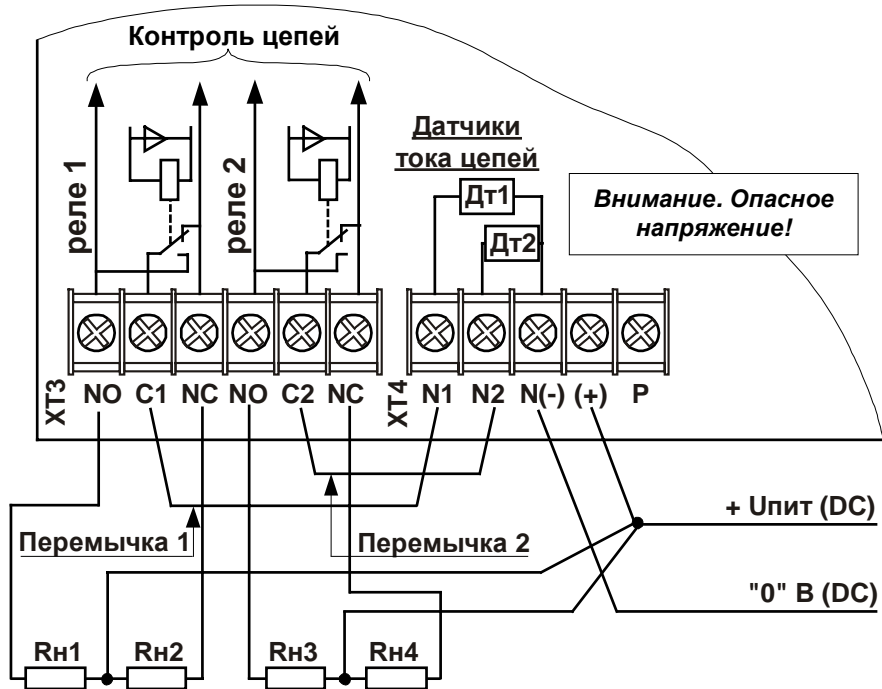 Контроль цепей
реле 1
реле 2
Датчики
тока цепей
Дт1
Дт2
Внимание. Опасное
напряжение!
XT3
NO C1 NC NO C2 NC
XT4
N1 N2 N(-) (+) P
Перемычка 1
Перемычка 2
+ Uпит (DC)
"0" В (DC)
Rн1
Rн2
Rн3
Rн4